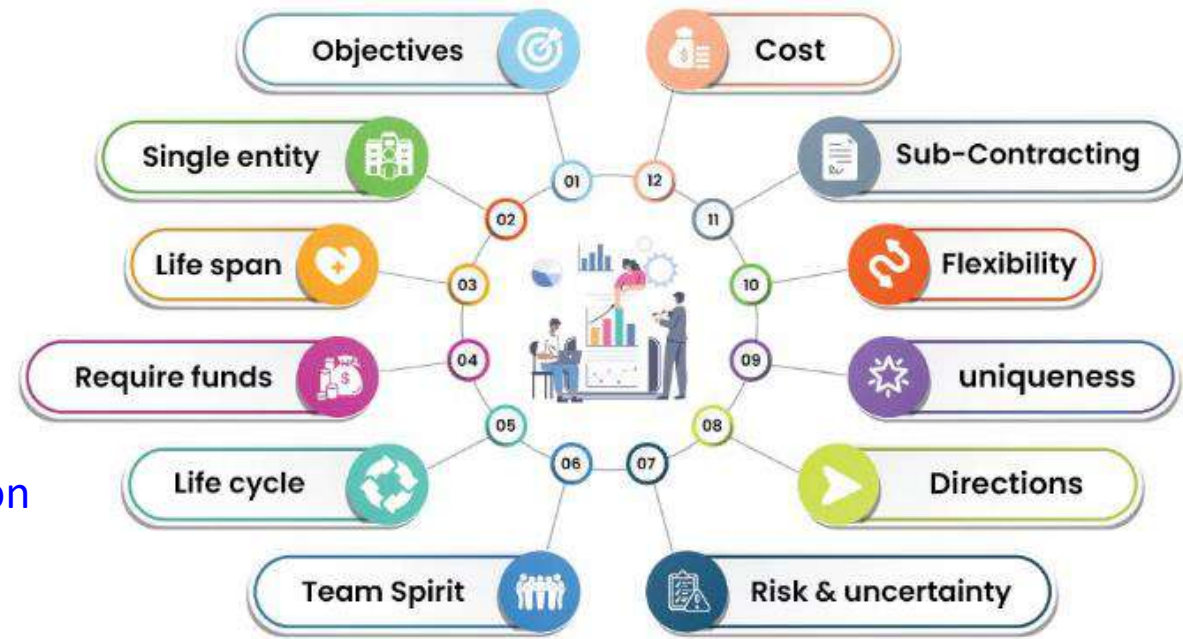 Objectives
01
Single entity
02
Life span
03
Require funds
04
Life cycle
05
Team Spirit
06
Risk & uncertainty
07
Directions
08
uniqueness
09
Flexibility
10
Sub-Contracting
11
Cost
12
on